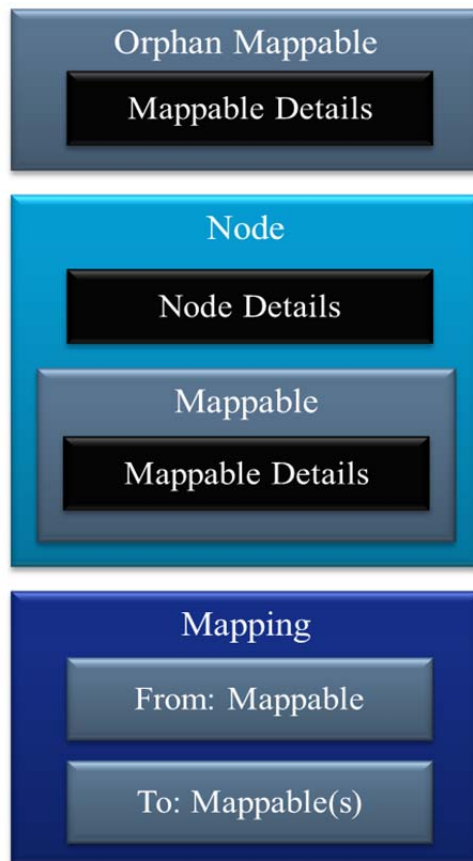 Orphan Mappable
Mappable Details
Node
Node Details
Mappable
Mappable Details
Mapping
From: Mappable
To: Mappable(s)